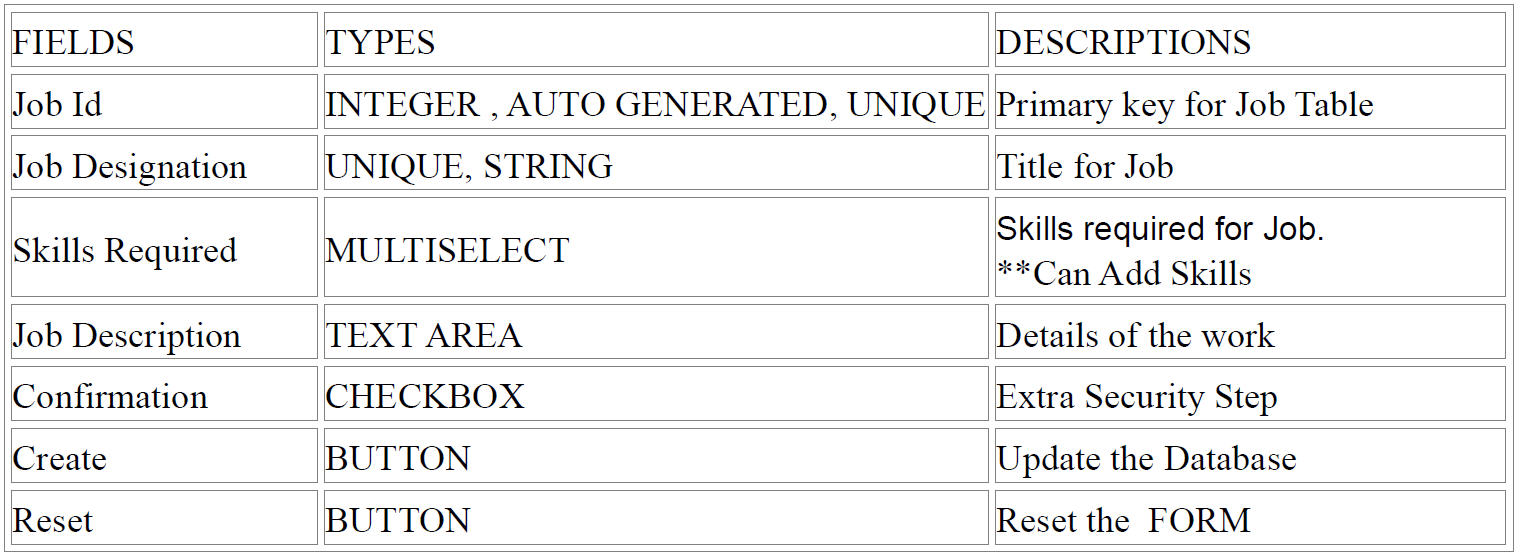 FIELDS TYPES DESCRIPTIONS
Job Id INTEGER , AUTO GENERATED, UNIQUE Primary key for Job Table
Job Designation UNIQUE, STRING Title for Job
Skills Required MULTISELECT Skills required for Job.
**Can Add Skills
Job Description TEXT AREA Details of the work
Confirmation CHECKBOX Extra Security Step
Create BUTTON Update the Database
Reset BUTTON Reset the FORM